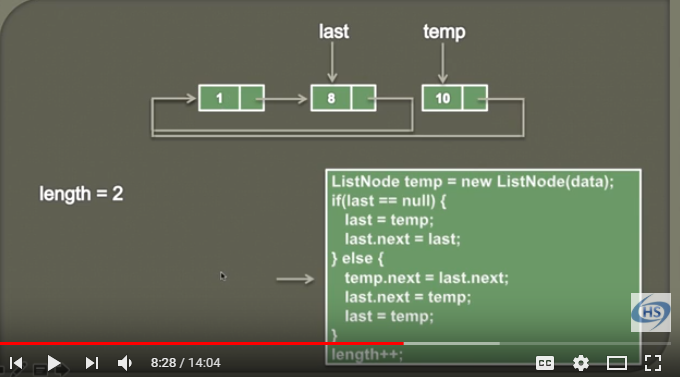 last temp
1 8 10
length = 2
ListNode temp = new ListNode(data);
if(last == null) {
last = temp;
last.next = last;
} else {
temp.next = last.next;
last.next = temp;
last = temp;
}
length++;
HS
8:28 / 14:04 CC